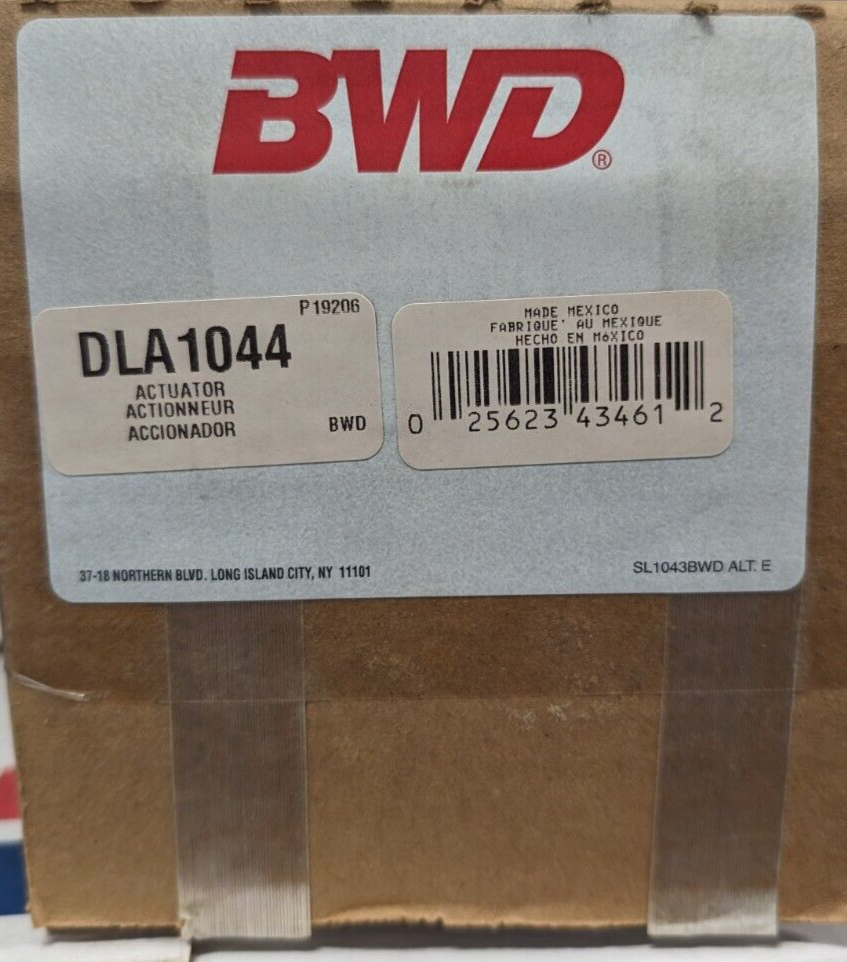 BWD®
P19206
DLA1044
ACTUATOR
ACTIONNEUR
ACCIONADOR
BWD
MADE MEXICO
FABRIQUE' AU MEXIQUE
HECHO EN MéXICO
0 25623 43461 2
37-18 NORTHERN BLVD. LONG ISLAND CITY, NY 11101
SL1043BWD ALT. E